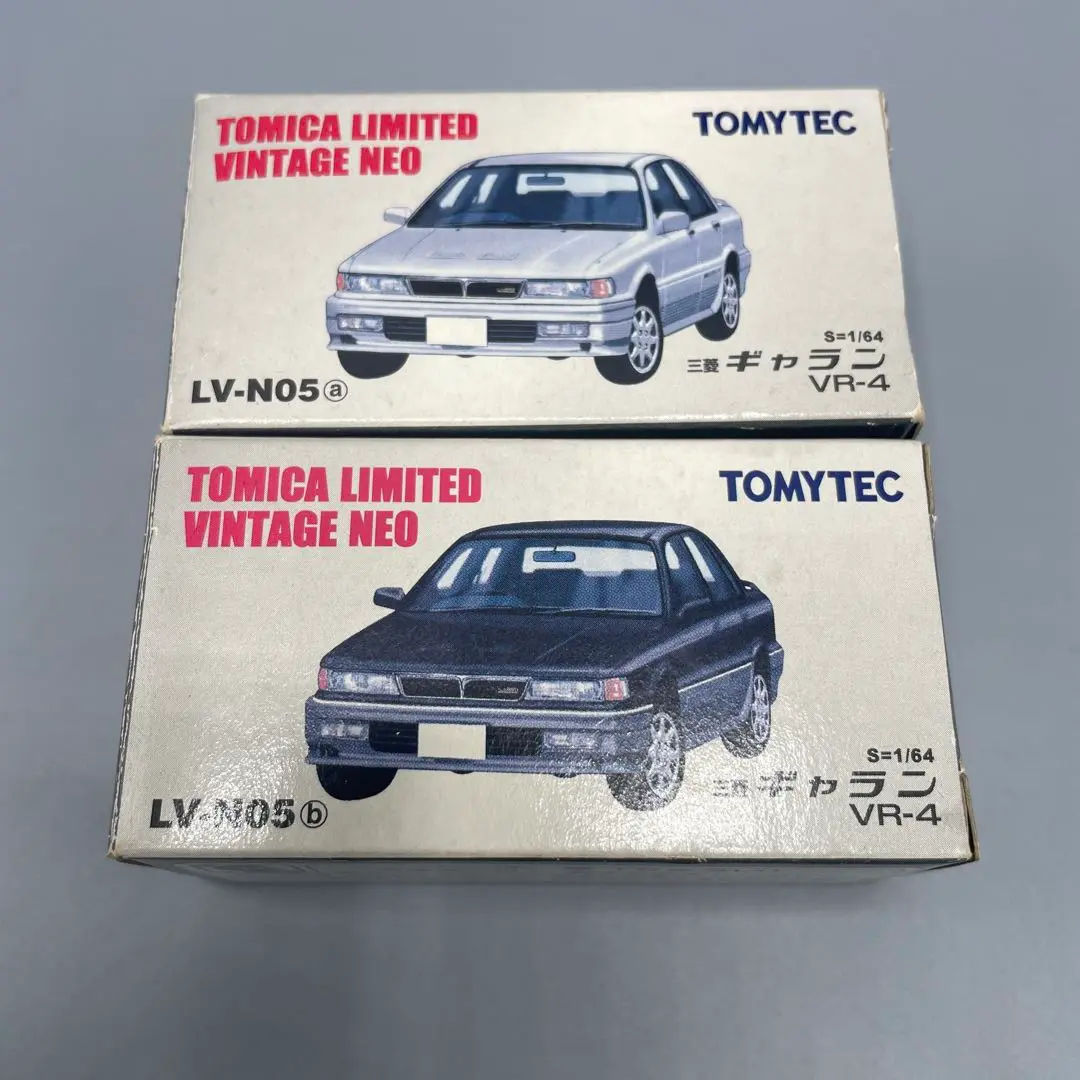 TOMICA LIMITED
VINTAGE NEO
TOMYTEC
S=1/64
三菱 ギャラン
VR-4
LV-N05ⓐ
TOMICA LIMITED
VINTAGE NEO
TOMYTEC
S=1/64
三菱 ギャラン
VR-4
LV-N05ⓑ